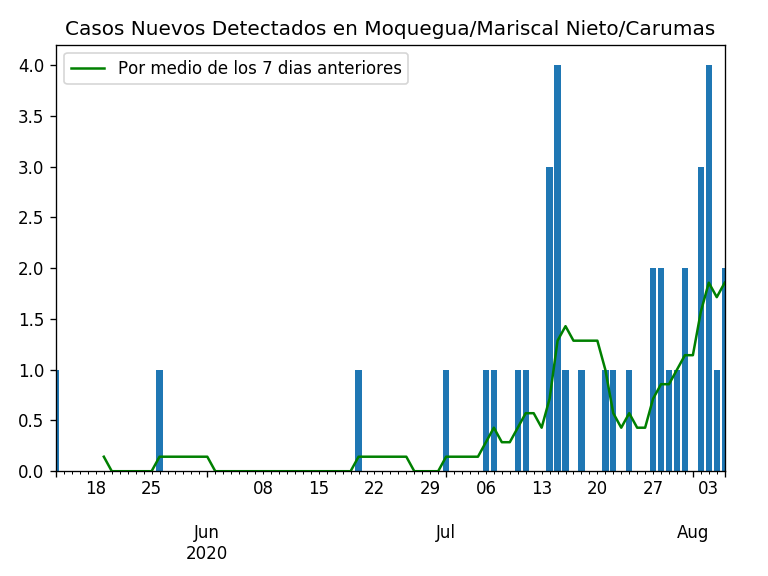 Casos Nuevos Detectados en Moquegua/Mariscal Nieto/Carumas
Por medio de los 7 dias anteriores
4.0
3.5
3.0
2.5
2.0
1.5
1.0
0.5
0.0
18 25 08 15 22 29 06 13 20 27 03
Jun Jul Aug
2020